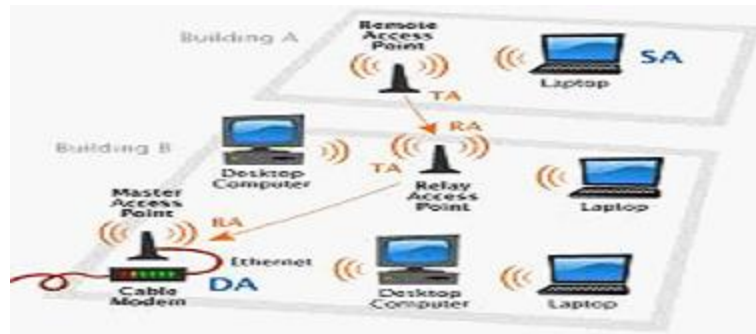 Building A
Remote
Access
Point
SA
Laptop
TA
Building B
RA
TA
Desktop
Computer
Relay
Access
Point
Laptop
Master
Access
Point
RA
Ethernet
Cable
Modem
DA
Desktop
Computer
Laptop